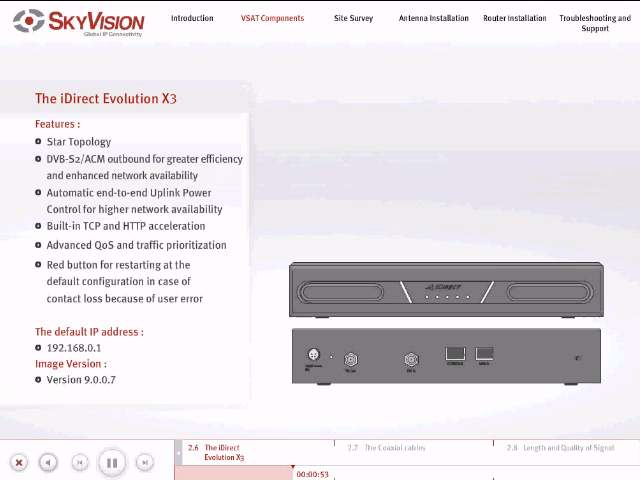 SKYVISION
Global IP Connectivity
Introduction
VSAT Components
Site Survey
Antenna Installation
Router Installation
Troubleshooting and
Support
The iDirect Evolution X3
Features :
Star Topology
DVB-S2/ACM outbound for greater efficiency
and enhanced network availability
Automatic end-to-end Uplink Power
Control for higher network availability
Built-in TCP and HTTP acceleration
Advanced QoS and traffic prioritization
Red button for restarting at the
default configuration in case of
contact loss because of user error
The default IP address :
192.168.0.1
Image Version :
Version 9.0.0.7
iDIRECT
CONSOLE
2.6 The iDirect
Evolution X3
2.7 The Coaxial cables
2.8 Length and Quality of Signal
00:00:53